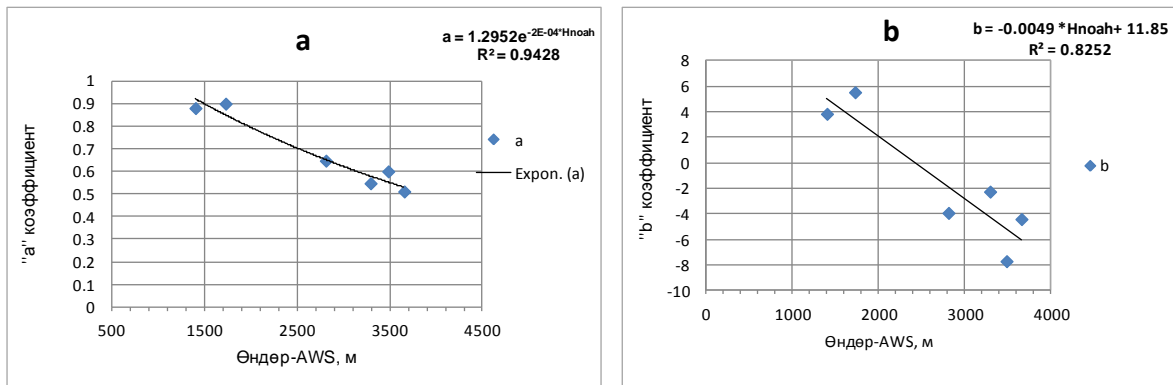 a
a = 1.2952e-2E-04*Hnoah
R² = 0.9428
1
0.9
0.8
0.7
0.6
0.5
0.4
0.3
0.2
0.1
0
500
1500
2500
3500
4500
"a" коэффициент
Өндөр-AWS, м
a
Expon. (a)
b
b = -0.0049 *Hnoah+ 11.85
R² = 0.8252
8
6
4
2
0
-2
-4
-6
-8
-10
0
1000
2000
3000
4000
"b" коэффициент
Өндөр-AWS, м
b